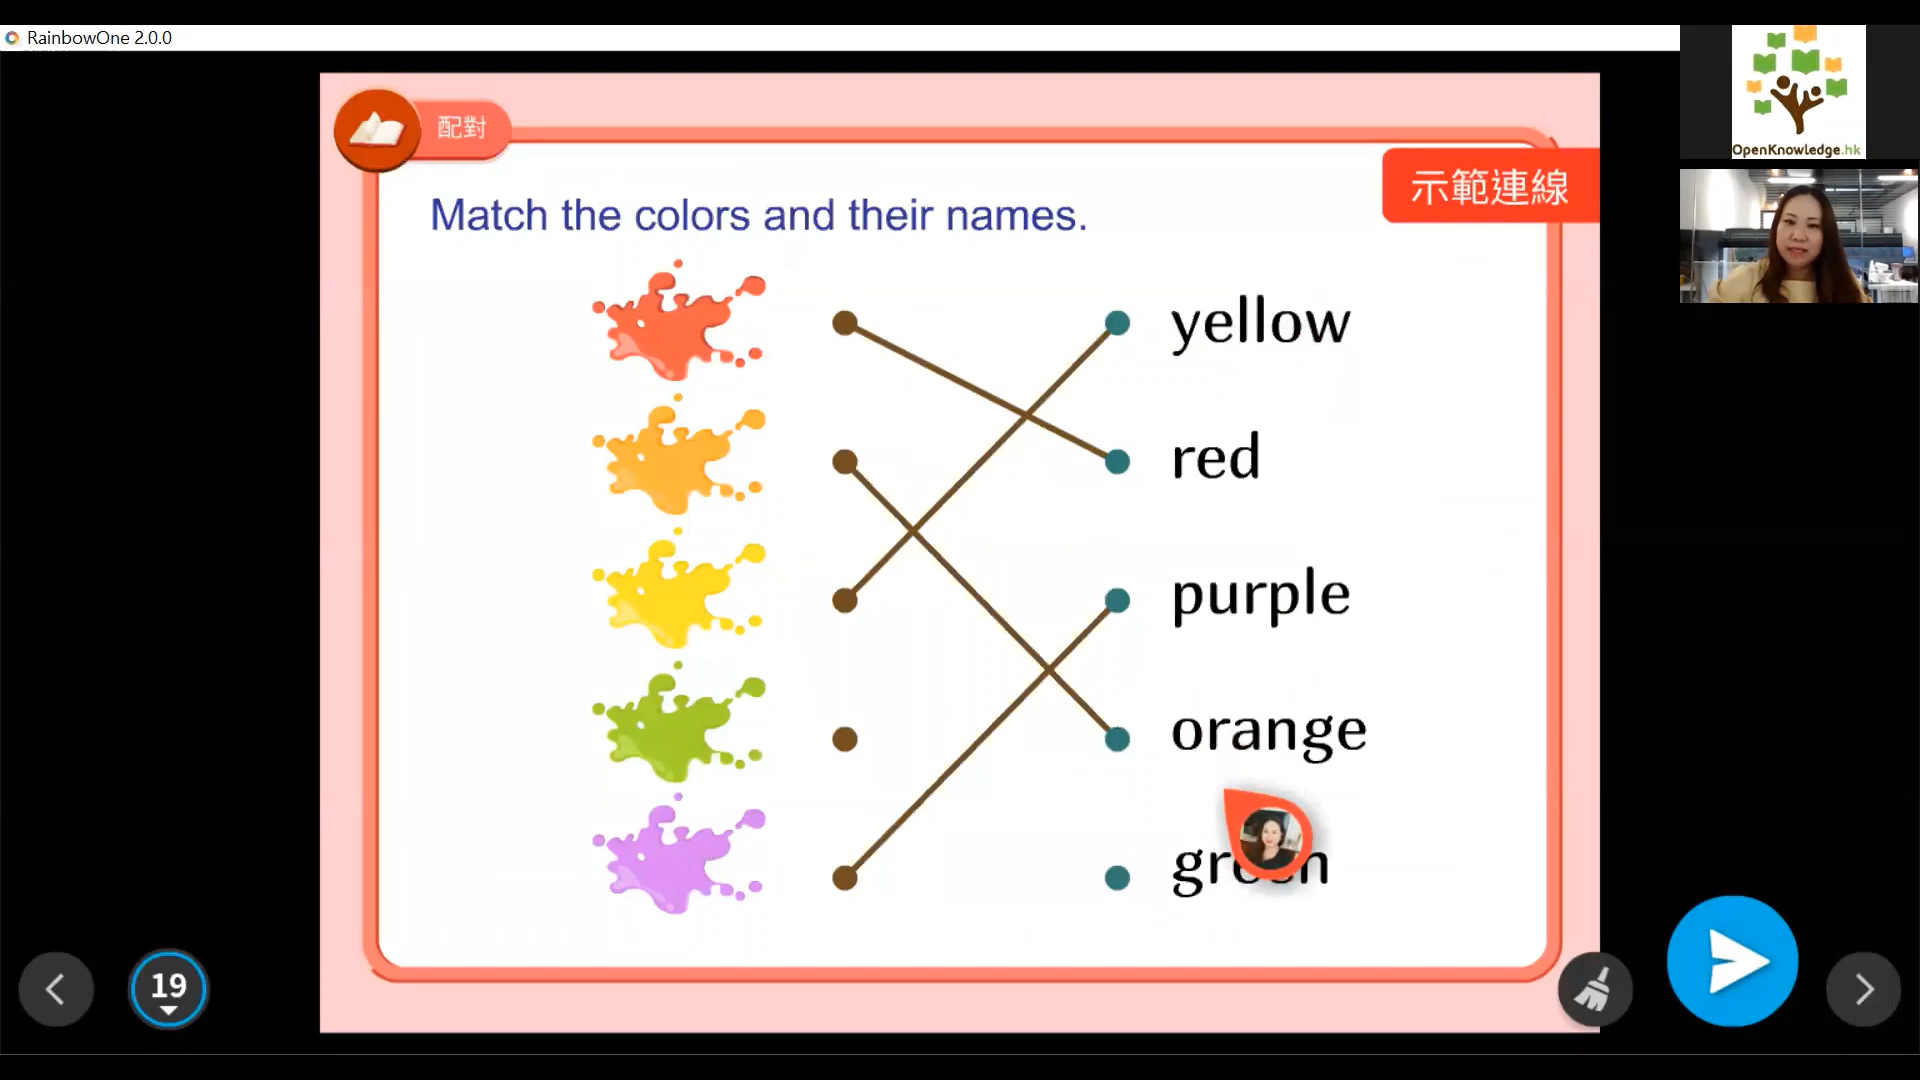 RainbowOne 2.0.0
OpenKnowledge.hk
配對
示範連線
Match the colors and their names.
yellow
red
purple
orange
green
19